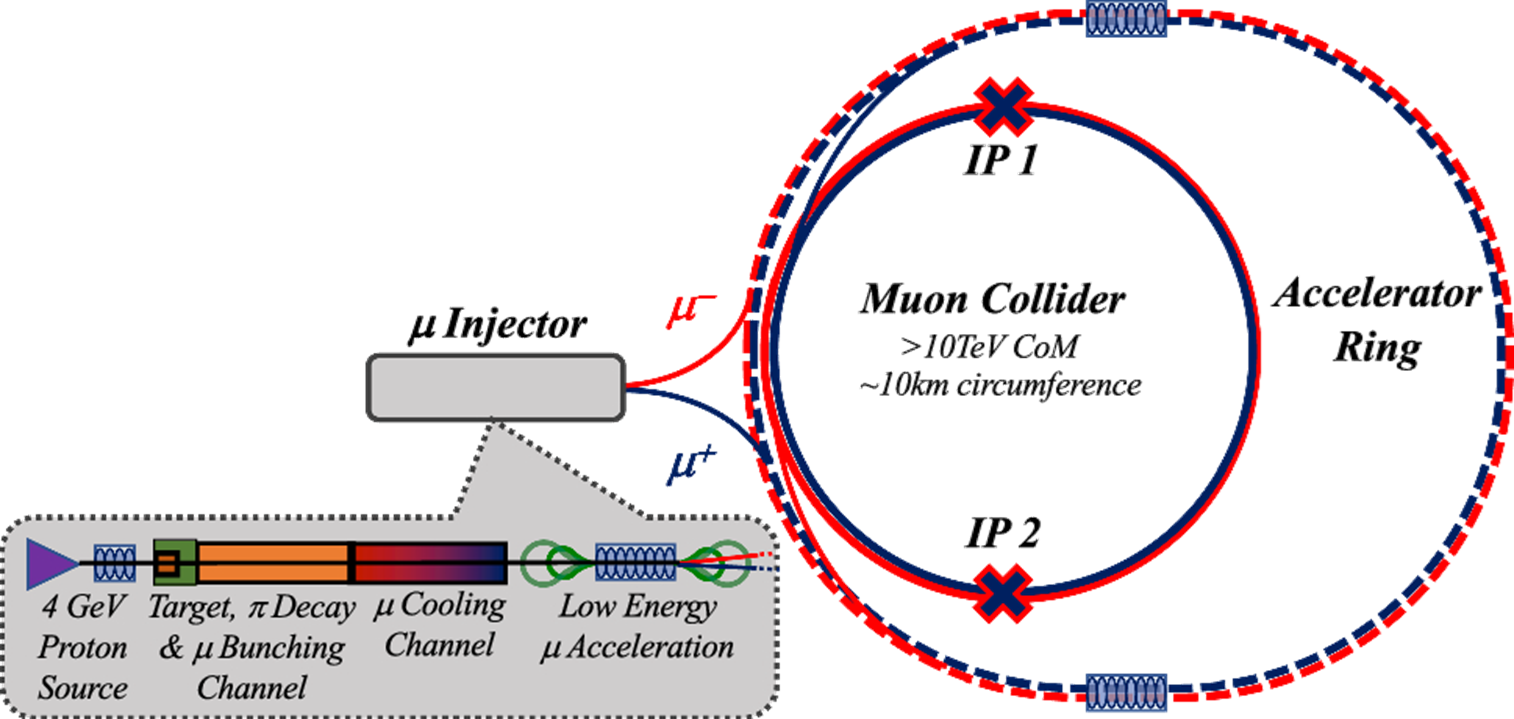 IP 1
Muon Collider
>10TeV CoM
~10km circumference
Accelerator
Ring
IP 2
μ Injector
μ−
μ+
4 GeV
Proton
Source
Target, π Decay
& μ Bunching
Channel
μ Cooling
Channel
Low Energy
μ Acceleration